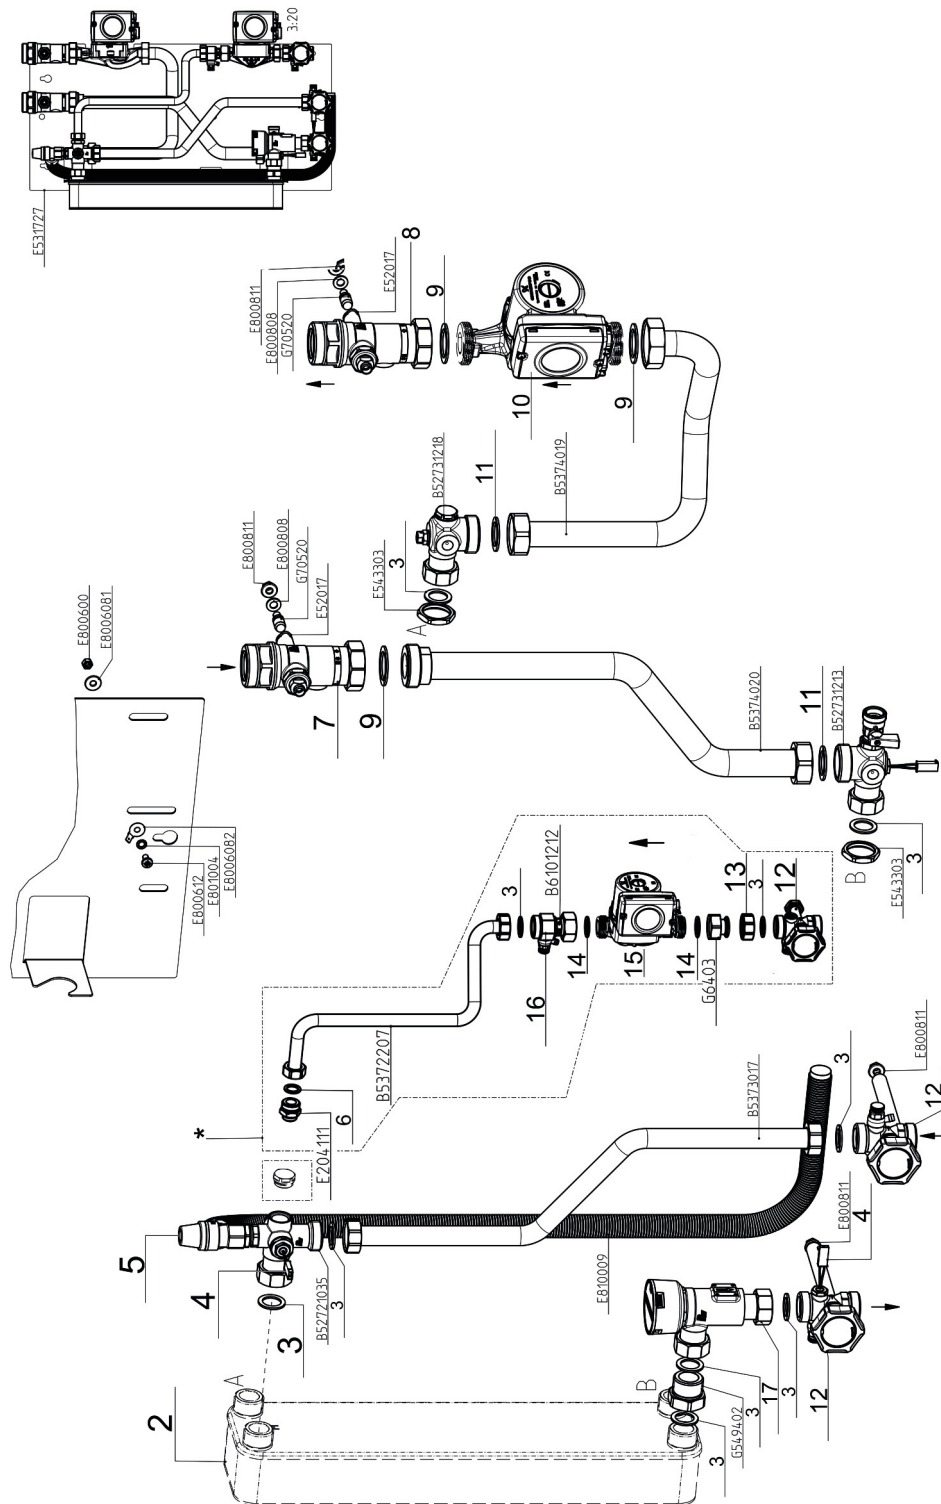 3:20
E531727
E800811
E800808
G70520
E52017
8
9
10
9
B52731218
11
B5374019
E543303
3
A
E800811
E800808
G70520
E52017
7
9
B5374020
11
B52731213
E543303
3
B
E800600
E8006081
E8006082
E801004
E800612
3
B6101212
16
14
15
14
G6403
13
3
12
B5372207
6
E204111
*
5
4
3
B52721035
3
2
A
B
E810009
B5373017
3
E800811
12
E800811
4
3
12
17
3
G549402
3